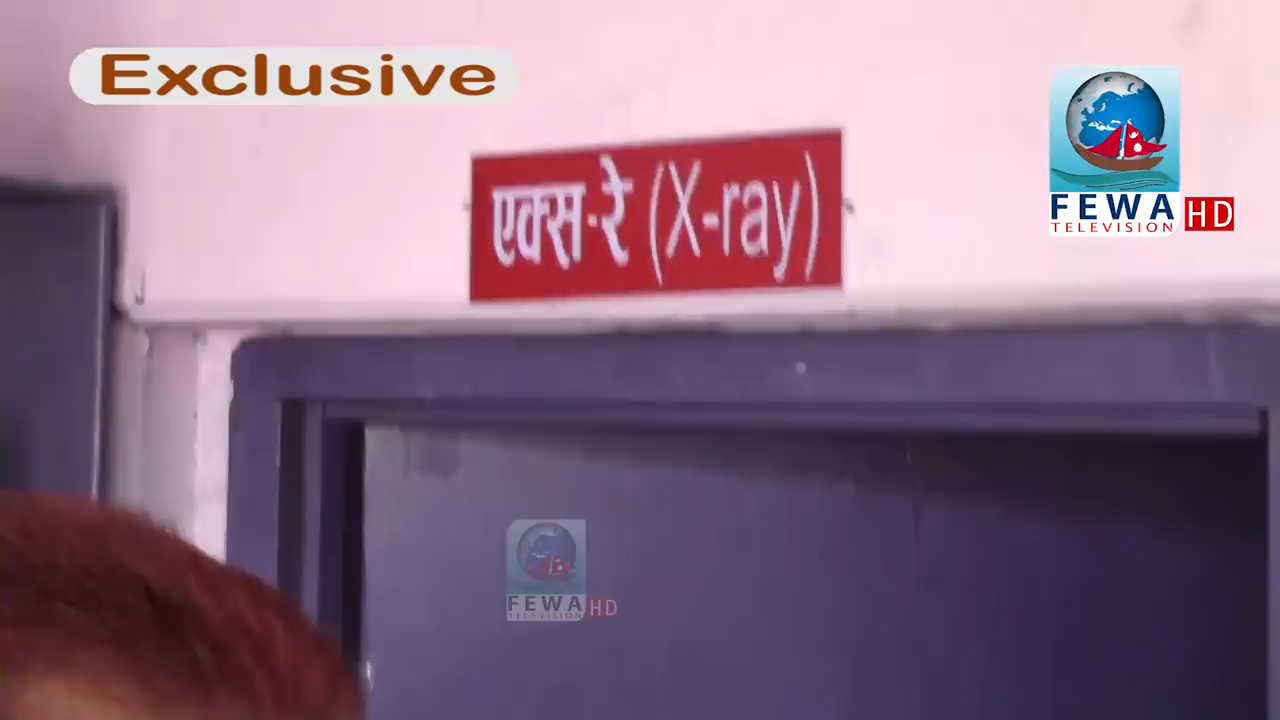 Exclusive
एक्स-रे (X-ray)
FEWA HD
TELEVISION
FEWA HD
TELEVISION